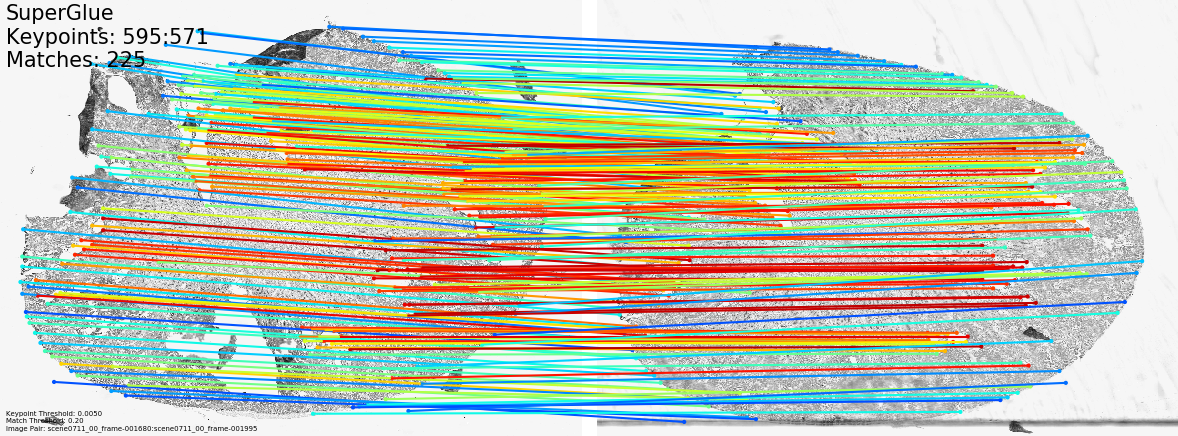 SuperGlue
Keypoints: 595:571
Matches: 225
Keypoint Threshold: 0.0050
Match Threshold: 0.20
Image Pair: scene0711_00_frame-001680:scene0711_00_frame-001995